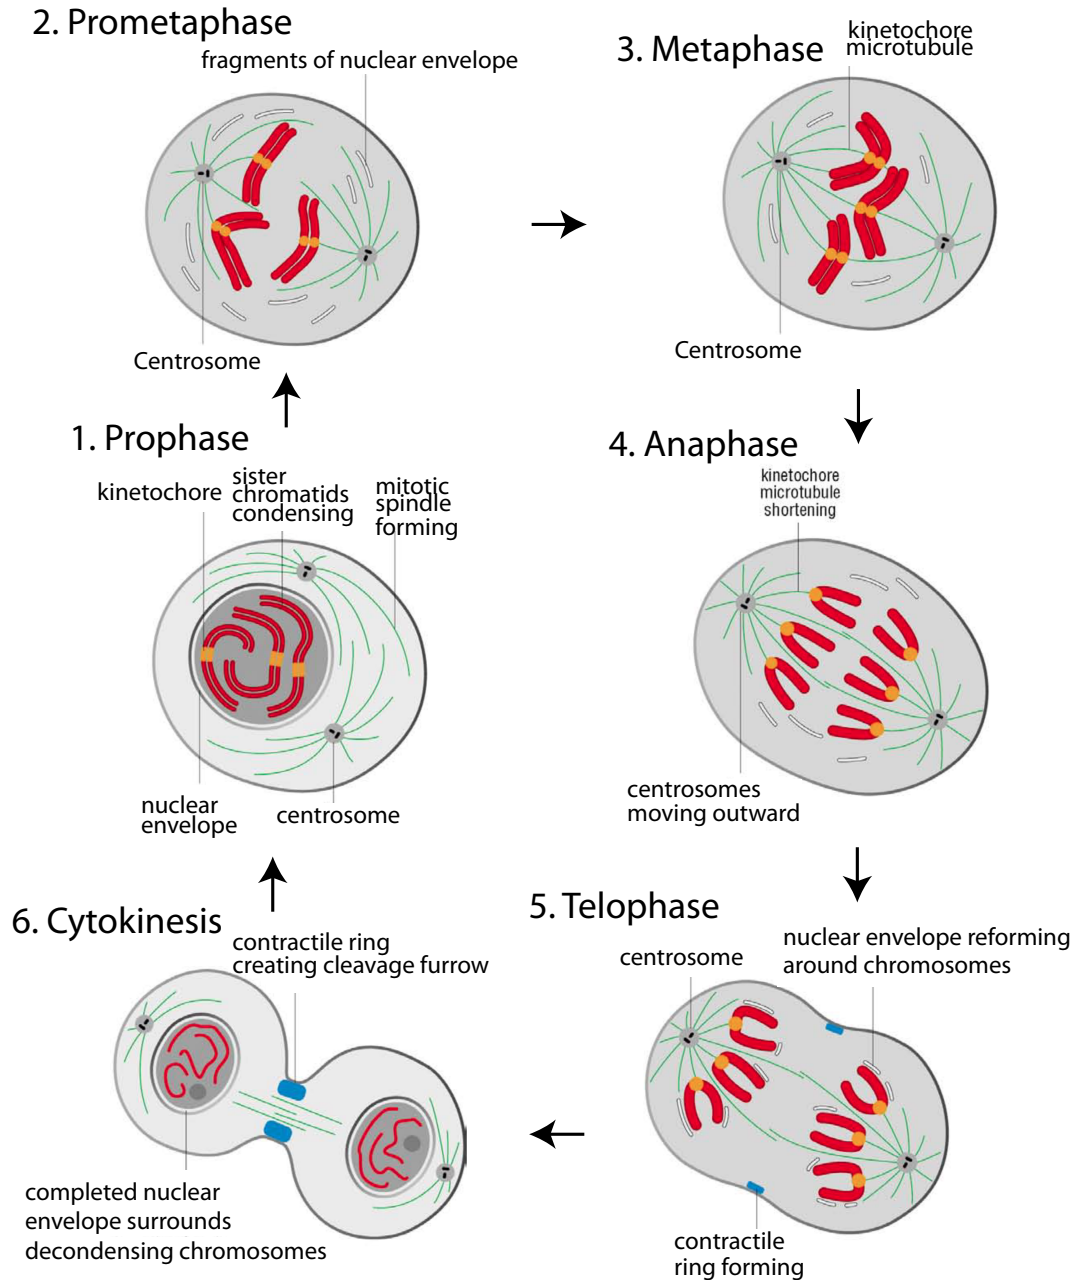 2. Prometaphase
fragments of nuclear envelope
Centrosome
3. Metaphase
kinetochore
microtubule
Centrosome
1. Prophase
kinetochore
sister
chromatids
condensing
mitotic
spindle
forming
nuclear
envelope
centrosome
4. Anaphase
kinetochore
microtubule
shortening
centrosomes
moving outward
6. Cytokinesis
contractile ring
creating cleavage furrow
completed nuclear
envelope surrounds
decondensing chromosomes
5. Telophase
centrosome
nuclear envelope reforming
around chromosomes
contractile
ring forming